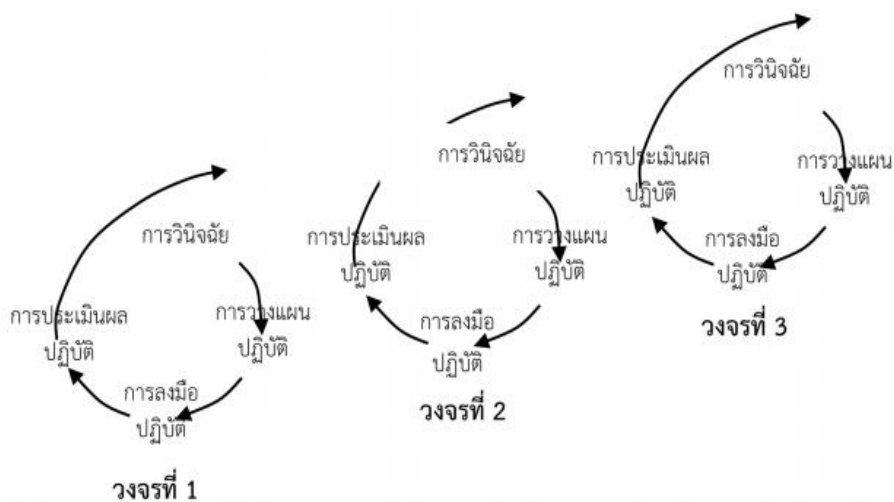 การวินิจฉัย
การประเมินผล
ปฏิบัติ
การวางแผน
ปฏิบัติ
การลงมือ
ปฏิบัติ
วงจรที่ 1
การวินิจฉัย
การประเมินผล
ปฏิบัติ
การวางแผน
ปฏิบัติ
การลงมือ
ปฏิบัติ
วงจรที่ 2
การวินิจฉัย
การประเมินผล
ปฏิบัติ
การวางแผน
ปฏิบัติ
การลงมือ
ปฏิบัติ
วงจรที่ 3